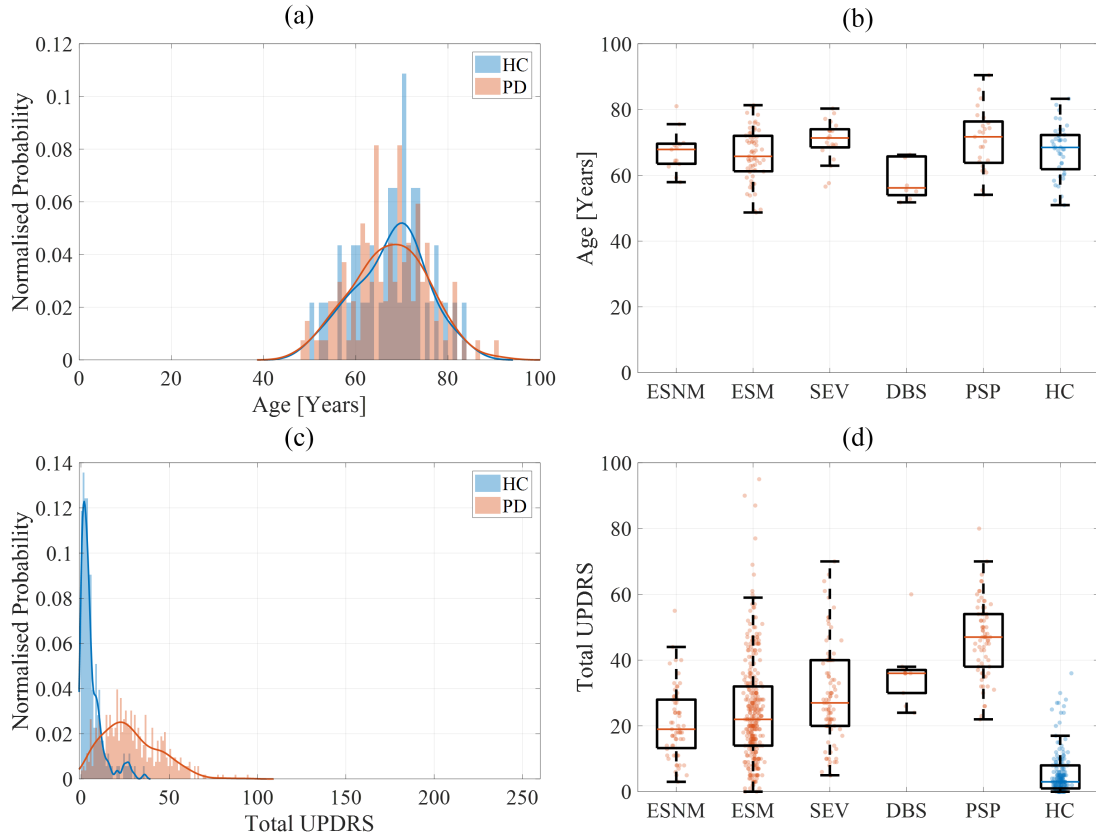 (a)
0.12
0.1
0.08
0.06
0.04
0.02
0
Normalised Probability
HC
PD
0 20 40 60 80 100
Age [Years]
(b)
100
80
60
40
20
0
Age [Years]
ESNM ESM SEV DBS PSP HC
(c)
0.14
0.12
0.1
0.08
0.06
0.04
0.02
0
Normalised Probability
HC
PD
0 50 100 150 200 250
Total UPDRS
(d)
100
80
60
40
20
0
Total UPDRS
ESNM ESM SEV DBS PSP HC